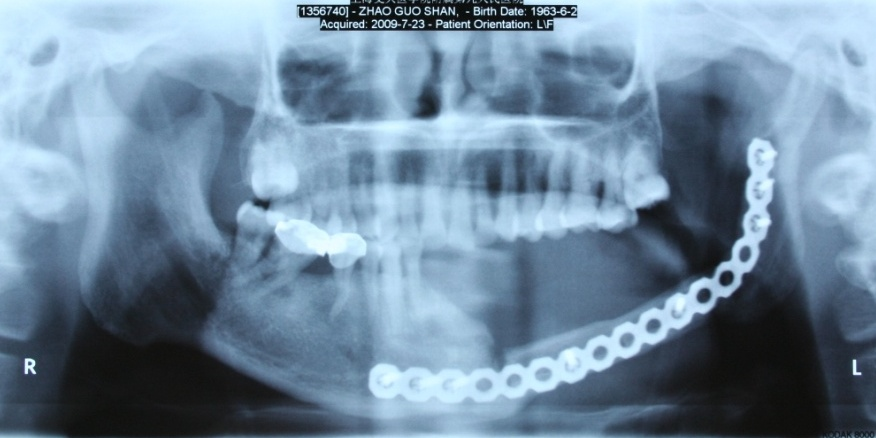 [1356740] - ZHAO GUO SHAN, - Birth Date: 1963-6-2
Acquired: 2009-7-23 - Patient Orientation: L\F
R
L
KODAK 8000